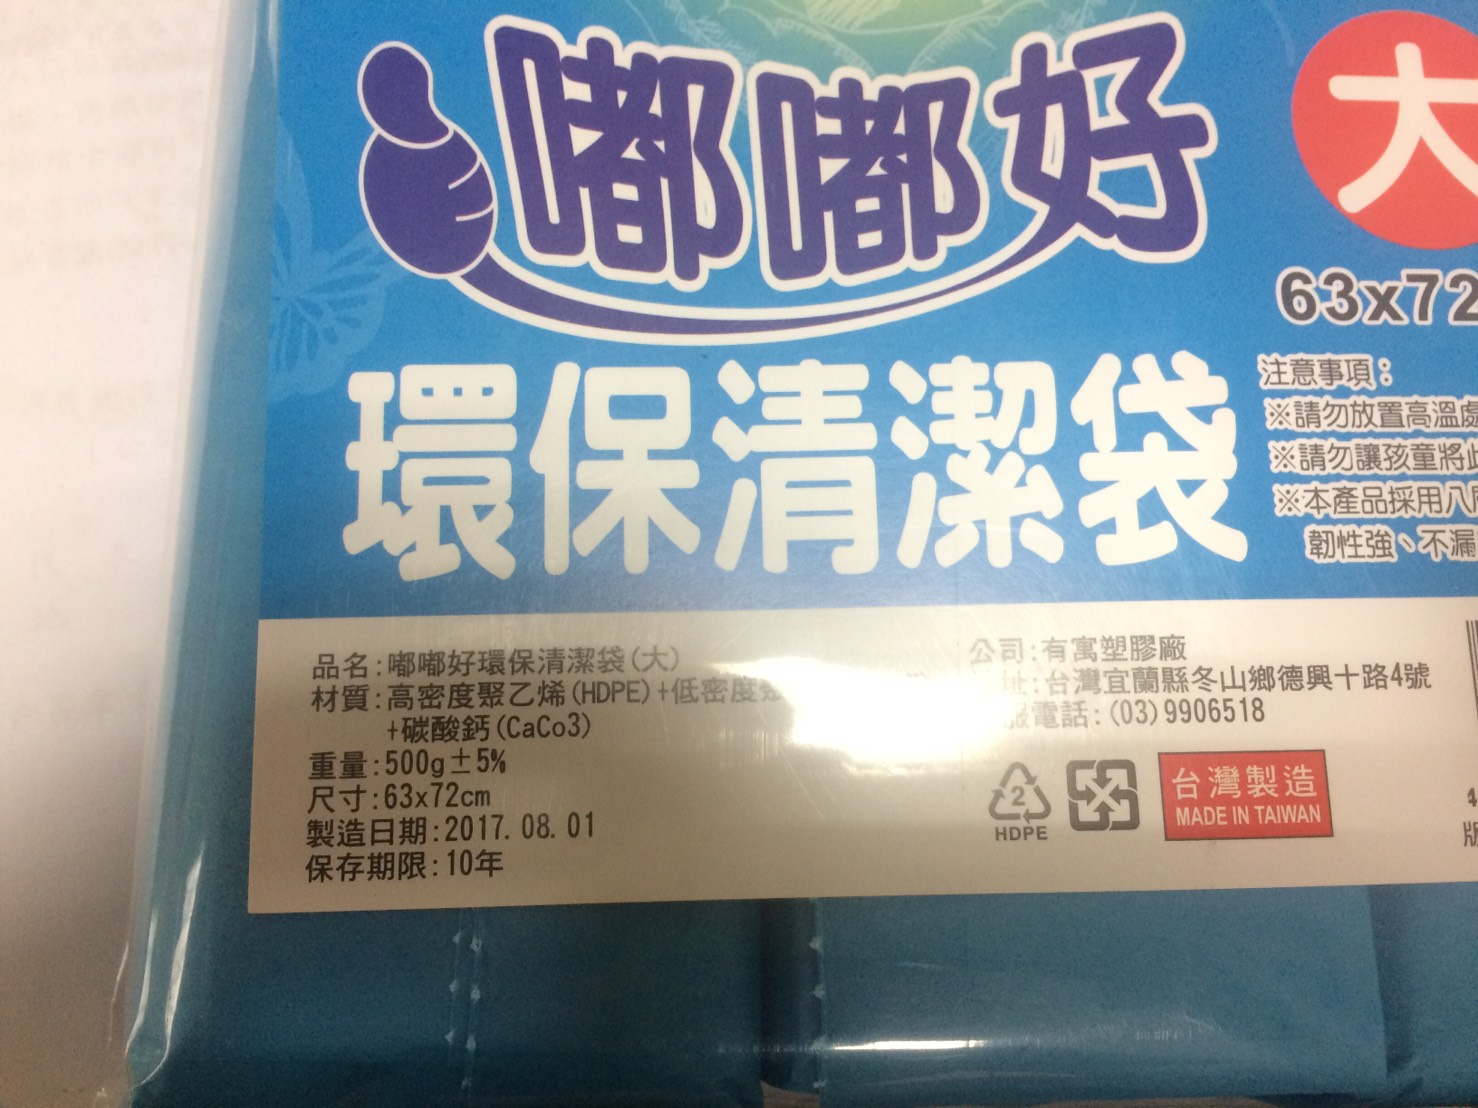 嘟嘟好
大
63x72
環保清潔袋
注意事項：
※請勿放置高溫處
※請勿讓孩童將此
※本產品採用八
韌性強、不漏
品名:嘟嘟好環保清潔袋(大)
材質:高密度聚乙烯(HDPE)+低密度
+碳酸鈣(CaCo3)
重量:500g±5%
尺寸:63x72cm
製造日期:2017. 08. 01
保存期限:10年
公司:有寓塑膠廠
址:台灣宜蘭縣冬山鄉德興十路4號
服電話:(03)9906518
2
HDPE
台灣製造
MADE IN TAIWAN
4
版